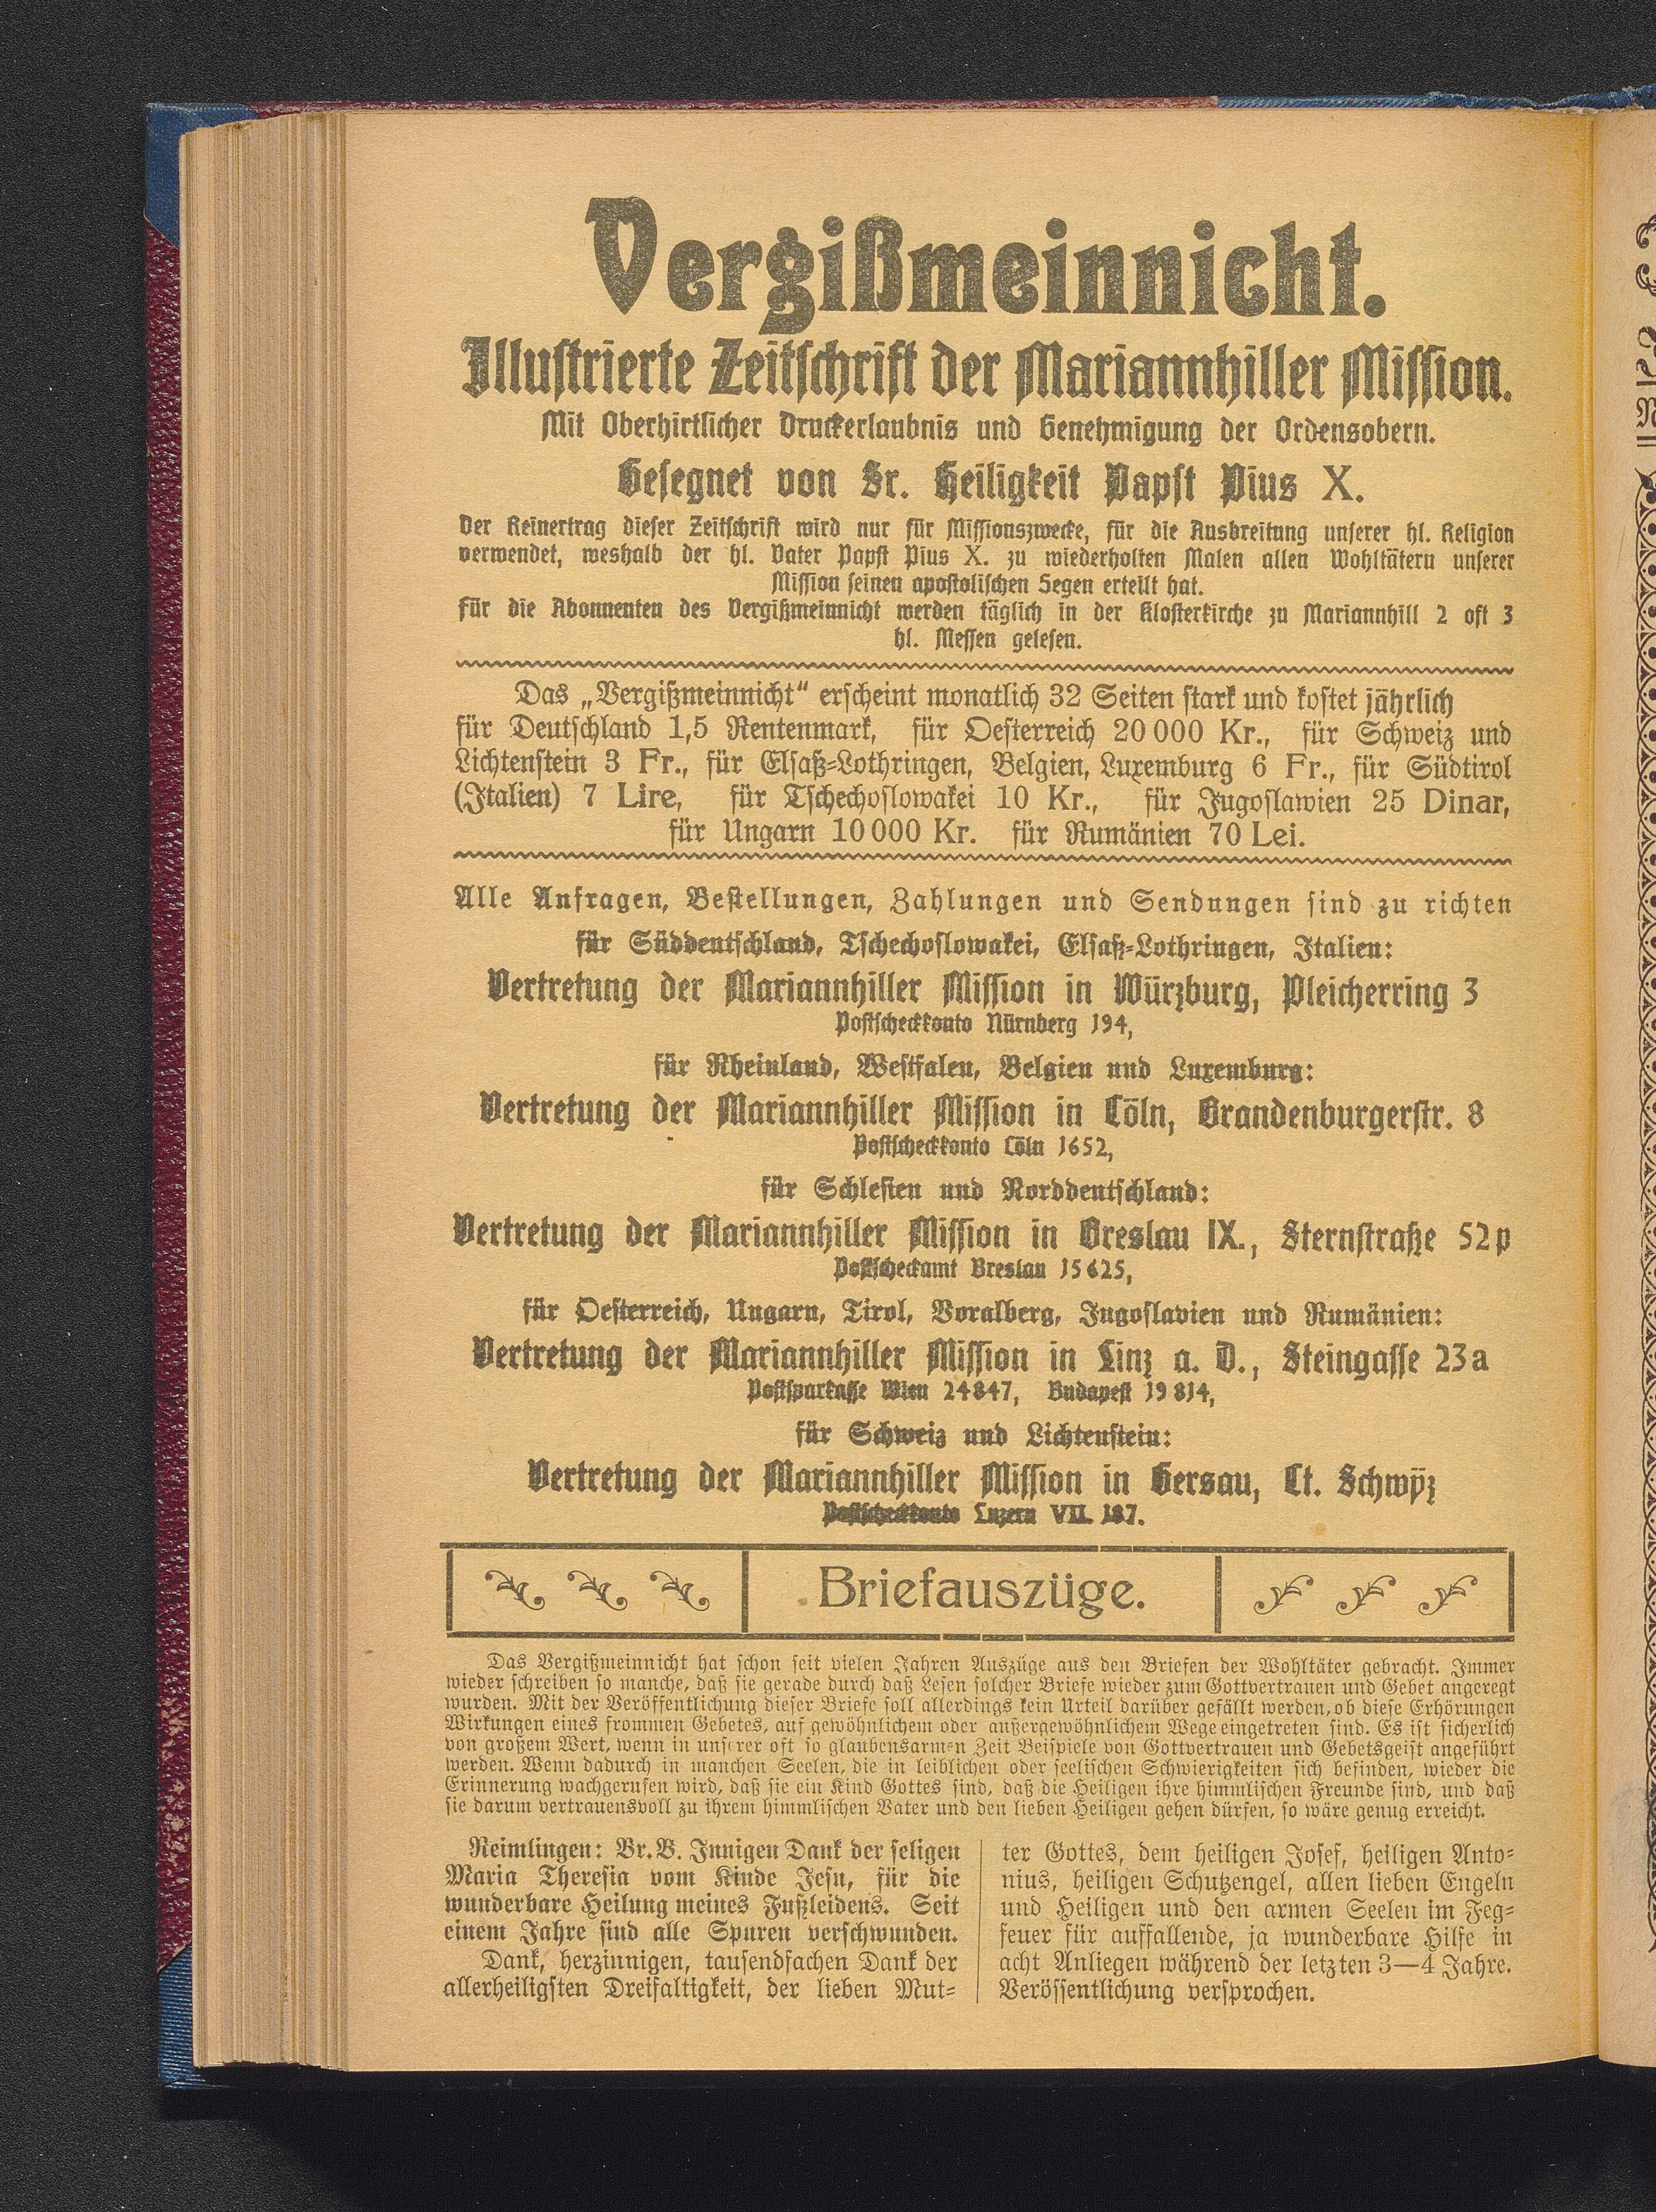 Vergißmeinnicht.
Illustrierte Zeitschrift der Mariannhiller Mission.
Mit Oberhirtlicher Druckerlaubnis und Genehmigung der Ordensobern.
Gesegnet von Sr. Heiligkeit Papst Pius X.
Der Reinertrag dieser Zeitschrift wird nur für Missionszwecke, für die Ausbreitung unserer hl. Religion
verwendet, weshalb der hl. Vater Papst Pius X. zu wiederholten Malen allen Wohltätern unserer
Mission seinen apostolischen Segen erteilt hat.
Für die Abonnenten des Vergißmeinnicht werden täglich in der Klosterkirche zu Mariannhill 2 oft 3
hl. Messen gelesen.
Das „Vergißmeinnicht“ erscheint monatlich 32 Seiten stark und kostet jährlich
für Deutschland 1,5 Rentenmark, für Oesterreich 20 000 Kr., für Schweiz und
Lichtenstein 3 Fr., für Elsaß-Lothringen, Belgien, Luxemburg 6 Fr., für Südtirol
(Italien) 7 Lire, für Tschechoslowakei 10 Kr., für Jugoslawien 25 Dinar,
für Ungarn 10 000 Kr. für Rumänien 70 Lei.
Alle Anfragen, Bestellungen, Zahlungen und Sendungen sind zu richten
für Süddeutschland, Tschechoslowakei, Elsaß-Lothringen, Italien:
Vertretung der Mariannhiller Mission in Würzburg, Pleicherring 3
Postscheckkonto Nürnberg 194,
für Rheinland, Westfalen, Belgien und Luxemburg:
Vertretung der Mariannhiller Mission in Cöln, Brandenburgerstr. 8
Postscheckkonto Cöln 1652,
für Schlesien und Norddeutschland:
Vertretung der Mariannhiller Mission in Breslau IX., Sternstraße 52 p
Postscheckamt Breslau 15 625,
für Oesterreich, Ungarn, Tirol, Voralberg, Jugoslavien und Rumänien:
Vertretung der Mariannhiller Mission in Linz a. D., Steingasse 23 a
Postsparkasse Wien 24 847, Budapest 19 814,
für Schweiz und Lichtenstein:
Vertretung der Mariannhiller Mission in Gersau, Ct. Schwÿz
Postscheckkonto Luzern VII. 187.
Briefauszüge.
Das Vergißmeinnicht hat schon seit vielen Jahren Auszüge aus den Briefen der Wohltäter gebracht. Immer
wieder schreiben so manche, daß sie gerade durch daß Lesen solcher Briefe wieder zum Gottvertrauen und Gebet angeregt
wurden. Mit der Veröffentlichung dieser Briefe soll allerdings kein Urteil darüber gefällt werden, ob diese Erhörungen
Wirkungen eines frommen Gebetes, auf gewöhnlichem oder außergewöhnlichem Wege eingetreten sind. Es ist sicherlich
von großem Wert, wenn in unserer oft so glaubensarmen Zeit Beispiele von Gottvertrauen und Gebetsgeist angeführt
werden. Wenn dadurch in manchen Seelen, die in leiblichen oder seelischen Schwierigkeiten sich befinden, wieder die
Erinnerung wachgerufen wird, daß sie ein Kind Gottes sind, daß die Heiligen ihre himmlischen Freunde sind, und daß
sie darum vertrauensvoll zu ihrem himmlischen Vater und den lieben Heiligen gehen dürfen, so wäre genug erreicht.
Reimlingen: Br. B. Innigen Dank der seligen
Maria Theresia vom Kinde Jesu, für die
wunderbare Heilung meines Fußleidens. Seit
einem Jahre sind alle Spuren verschwunden.
Dank, herzinnigen, tausendfachen Dank der
allerheiligsten Dreifaltigkeit, der lieben Mut-
ter Gottes, dem heiligen Josef, heiligen Anto-
nius, heiligen Schutzengel, allen lieben Engeln
und Heiligen und den armen Seelen im Feg-
feuer für auffallende, ja wunderbare Hilfe in
acht Anliegen während der letzten 3—4 Jahre.
Verössentlichung versprochen.